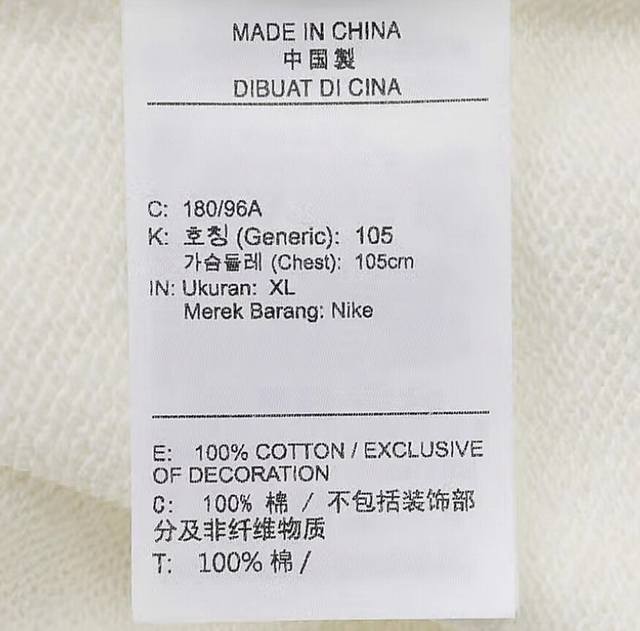 MADE IN CHINA
中国製
DIBUAT DI CINA
C: 180/96A
K: 호칭 (Generic): 105
가슴둘레 (Chest): 105cm
IN: Ukuran: XL
Merek Barang: Nike
E: 100% COTTON / EXCLUSIVE
OF DECORATION
C: 100% 棉 / 不包括装饰部
分及非纤维物质
T: 100% 棉 /